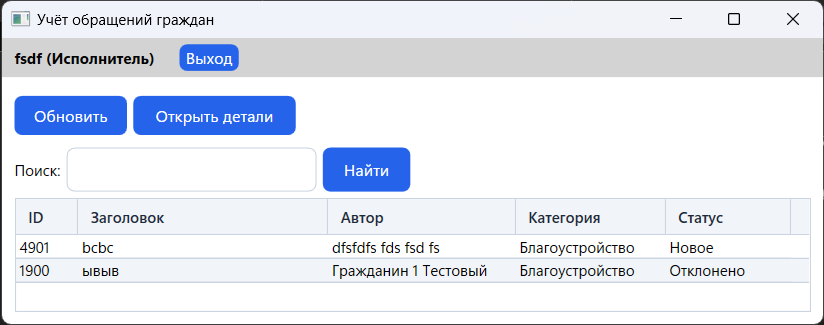 Учёт обращений граждан
fsdf (Исполнитель) Выход
Обновить Открыть детали
Поиск: Найти
ID Заголовок Автор Категория Статус
4901 bcbc dfsfdfs fds fsd fs Благоустройство Новое
1900 ывыв Гражданин 1 Тестовый Благоустройство Отклонено